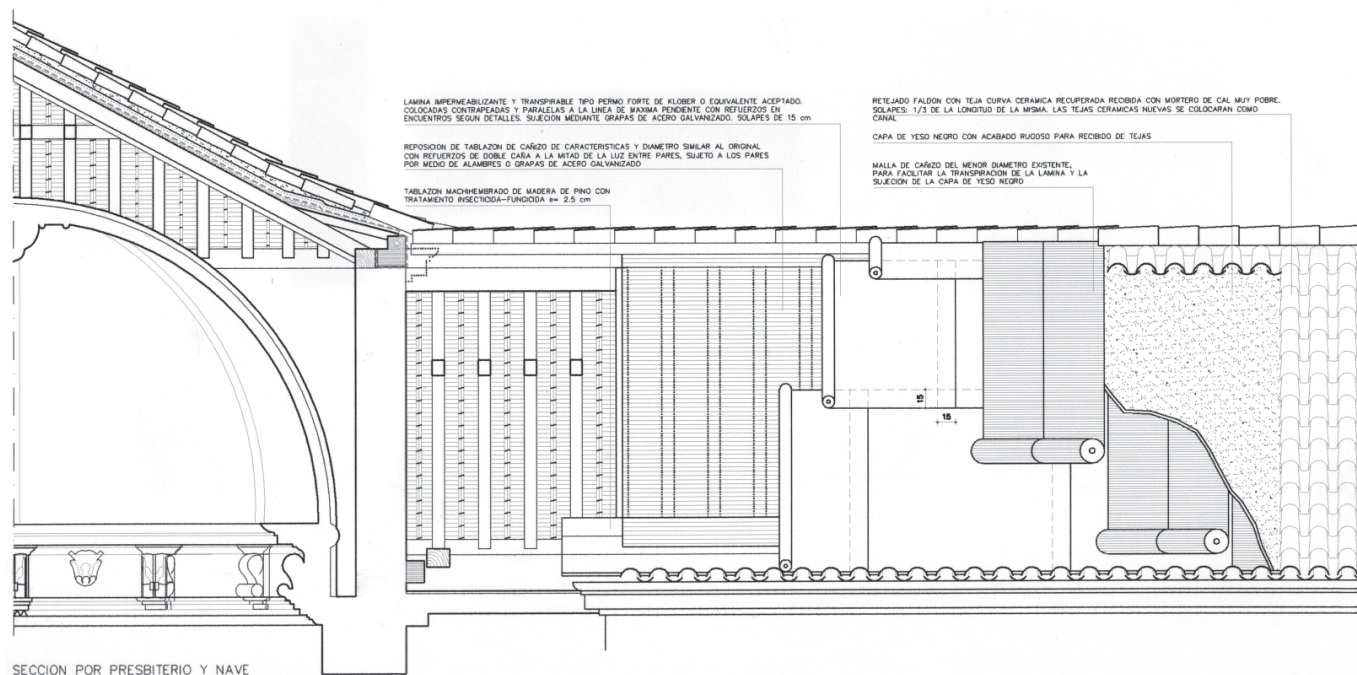 LAMINA IMPERMEABILIZANTE Y TRANSPIRABLE TIPO PERMO FORTE DE KLOBER O EQUIVALENTE ACEPTADO.
COLOCADAS CONTRAPEADAS Y PARALELAS A LA LINEA DE MAXIMA PENDIENTE CON REFUERZOS EN
ENCUENTROS SEGUN DETALLES. SUJECION MEDIANTE GRAPAS DE ACERO GALVANIZADO. SOLAPES DE 15 cm
REPOSICION DE TABLAZON DE CAÑIZO DE CARACTERISTICAS Y DIAMETRO SIMILAR AL ORIGINAL
CON REFUERZOS DE DOBLE CAÑA A LA MITAD DE LA LUZ ENTRE PARES, SUJETO A LOS PARES
POR MEDIO DE ALAMBRES O GRAPAS DE ACERO GALVANIZADO
TABLAZON MACHIHEMBRADO DE MADERA DE PINO CON
TRATAMIENTO INSECTICIDA-FUNGICIDA e= 2.5 cm
RETEJADO FALDON CON TEJA CURVA CERAMICA RECUPERADA RECIBIDA CON MORTERO DE CAL MUY POBRE.
SOLAPES: 1/3 DE LA LONGITUD DE LA MISMA. LAS TEJAS CERAMICAS NUEVAS SE COLOCARAN COMO
CANAL
CAPA DE YESO NEGRO CON ACABADO RUGOSO PARA RECIBIDO DE TEJAS
MALLA DE CAÑIZO DEL MENOR DIAMETRO EXISTENTE,
PARA FACILITAR LA TRANSPIRACION DE LA LAMINA Y LA
SUJECION DE LA CAPA DE YESO NEGRO
15
15
SECCION POR PRESBITERIO Y NAVE